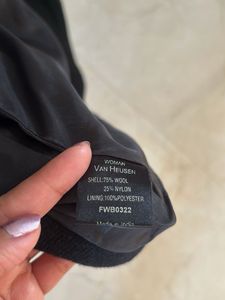 WOMAN
VAN HEUSEN
SHELL:75% WOOL
25% NYLON
LINING:100%POLYESTER
FWB0322
Made in India